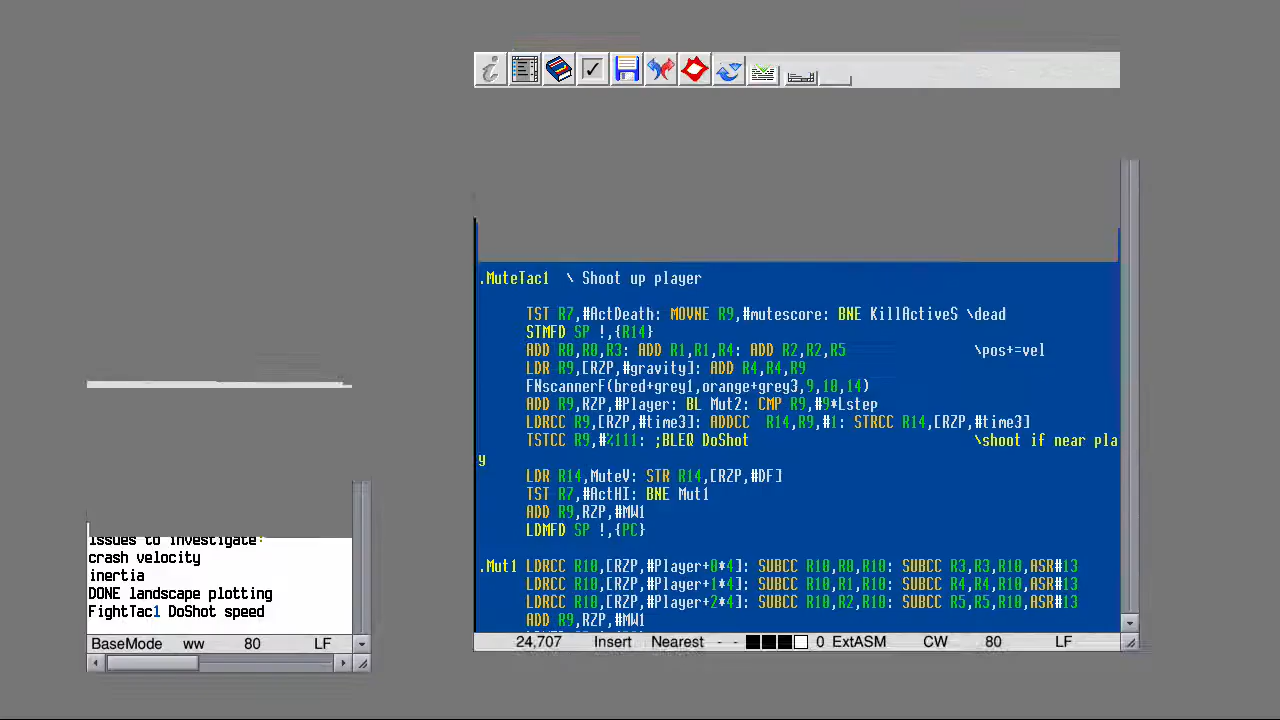 .MuteTac1 \ Shoot up player
TST R7,#ActDeath: MOVNE R9,#mutescore: BNE KillActiveS \dead
STMFD SP !,{R14}
ADD R0,R0,R3: ADD R1,R1,R4: ADD R2,R2,R5 \pos+=vel
LDR R9,[RZP,#gravity]: ADD R4,R4,R9
FNscannerF(bred+grey1,orange+grey3,9,10,14)
ADD R9,RZP,#Player: BL Mut2: CMP R9,#9*Lstep
LDRCC R9,[RZP,#time3]: ADDCC R14,R9,#1: STRCC R14,[RZP,#time3]
TSTCC R9,#%111: ;BLEQ DoShot \shoot if near pla
y
LDR R14,MuteV: STR R14,[RZP,#DF]
TST R7,#ActHI: BNE Mut1
ADD R9,RZP,#MW1
LDMFD SP !,{PC}
.Mut1 LDRCC R10,[RZP,#Player+0*4]: SUBCC R10,R0,R10: SUBCC R3,R3,R10,ASR#13
LDRCC R10,[RZP,#Player+1*4]: SUBCC R10,R1,R10: SUBCC R4,R4,R10,ASR#13
LDRCC R10,[RZP,#Player+2*4]: SUBCC R10,R2,R10: SUBCC R5,R5,R10,ASR#13
ADD R9,RZP,#MW1
24,707 Insert Nearest - - 0 ExtASM CW 80 LF
issues to investigate:
crash velocity
inertia
DONE landscape plotting
FightTac1 DoShot speed
BaseMode ww 80 LF